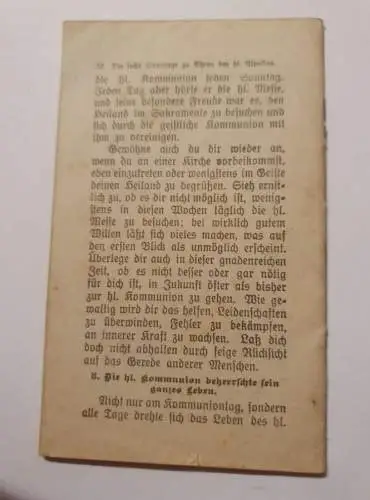 32 Die sechs Sonntage zu Ehren des hl. Aloysius.
die hl. Kommunion jeden Sonntag.
Jeden Tag aber hörte er die hl. Messe,
und seine besondere Freude war es, den
Heiland im Sakramente zu besuchen und
sich durch die geistliche Kommunion mit
ihm zu vereinigen.
Gewöhne auch du dir wieder an,
wenn du an einer Kirche vorbeikommst,
eben einzutreten oder wenigstens im Geiste
deinen Heiland zu begrüßen. Sieh ernst-
lich zu, ob es dir nicht möglich ist, wenig-
stens in diesen Wochen täglich die hl.
Messe zu besuchen; bei wirklich gutem
Willen läßt sich vieles machen, was auf
den ersten Blick als unmöglich erscheint.
Überlege dir auch in dieser gnadenreichen
Zeit, ob es nicht besser oder gar nötig
für dich ist, in Zukunft öfter als bisher
zur hl. Kommunion zu gehen. Wie ge-
waltig wird dir das helfen, Leidenschaften
zu überwinden, Fehler zu bekämpfen,
an innerer Kraft zu wachsen. Laß dich
doch nicht abhalten durch feige Rücksicht
auf das Gerede anderer Menschen.
8. Die hl. Kommunion beherrschte sein
ganzes Leben.
Nicht nur am Kommuniontag, sondern
alle Tage drehte sich das Leben des hl.